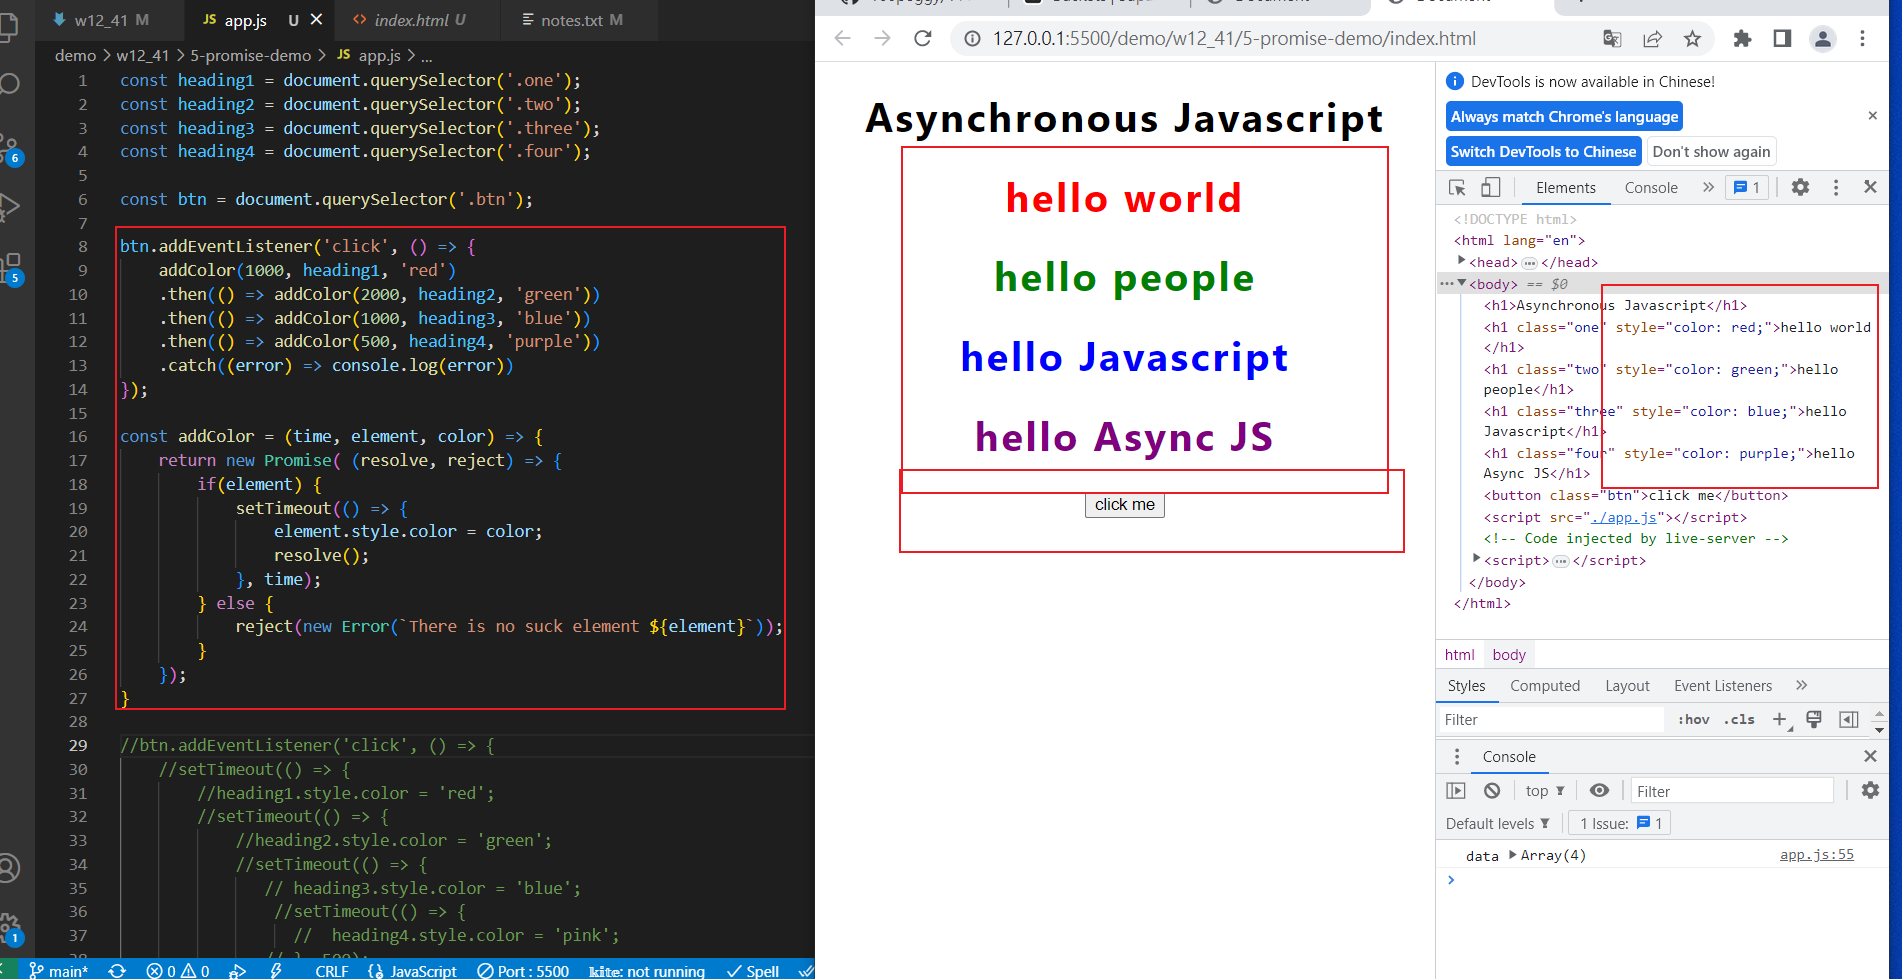 w12_41 M
JS app.js U
index.html U
notes.txt M
demo > w12_41 > 5-promise-demo > JS app.js > ...
1 const heading1 = document.querySelector('.one');
2 const heading2 = document.querySelector('.two');
3 const heading3 = document.querySelector('.three');
4 const heading4 = document.querySelector('.four');
5
6 const btn = document.querySelector('.btn');
7
8 btn.addEventListener('click', () => {
9 addColor(1000, heading1, 'red')
10 .then(() => addColor(2000, heading2, 'green'))
11 .then(() => addColor(1000, heading3, 'blue'))
12 .then(() => addColor(500, heading4, 'purple'))
13 .catch((error) => console.log(error))
14 });
15
16 const addColor = (time, element, color) => {
17 return new Promise( (resolve, reject) => {
18 if(element) {
19 setTimeout(() => {
20 element.style.color = color;
21 resolve();
22 }, time);
23 } else {
24 reject(new Error(`There is no suck element ${element}`));
25 }
26 });
27 }
28
29 //btn.addEventListener('click', () => {
30 //setTimeout(() => {
31 //heading1.style.color = 'red';
32 //setTimeout(() => {
33 //heading2.style.color = 'green';
34 //setTimeout(() => {
35 // heading3.style.color = 'blue';
36 //setTimeout(() => {
37 // heading4.style.color = 'pink';
6
5
1
main* 0 0 CRLF {} JavaScript Port : 5500 kite: not running Spell
127.0.0.1:5500/demo/w12_41/5-promise-demo/index.html
Asynchronous Javascript
hello world
hello people
hello Javascript
hello Async JS
click me
DevTools is now available in Chinese!
Always match Chrome's language
Switch DevTools to Chinese Don't show again
Elements Console » 1
<!DOCTYPE html>
<html lang="en">
<head> ••• </head>
••• <body> == $0
<h1>Asynchronous Javascript</h1>
<h1 class="one" style="color: red;">hello world
</h1>
<h1 class="two" style="color: green;">hello
people</h1>
<h1 class="three" style="color: blue;">hello
Javascript</h1>
<h1 class="four" style="color: purple;">hello
Async JS</h1>
<button class="btn">click me</button>
<script src="./app.js"></script>
<!-- Code injected by live-server -->
<script> ••• </script>
</body>
</html>
html body
Styles Computed Layout Event Listeners »
Filter :hov .cls +
Console
top Filter
Default levels 1 Issue: 1
data Array(4) app.js:55